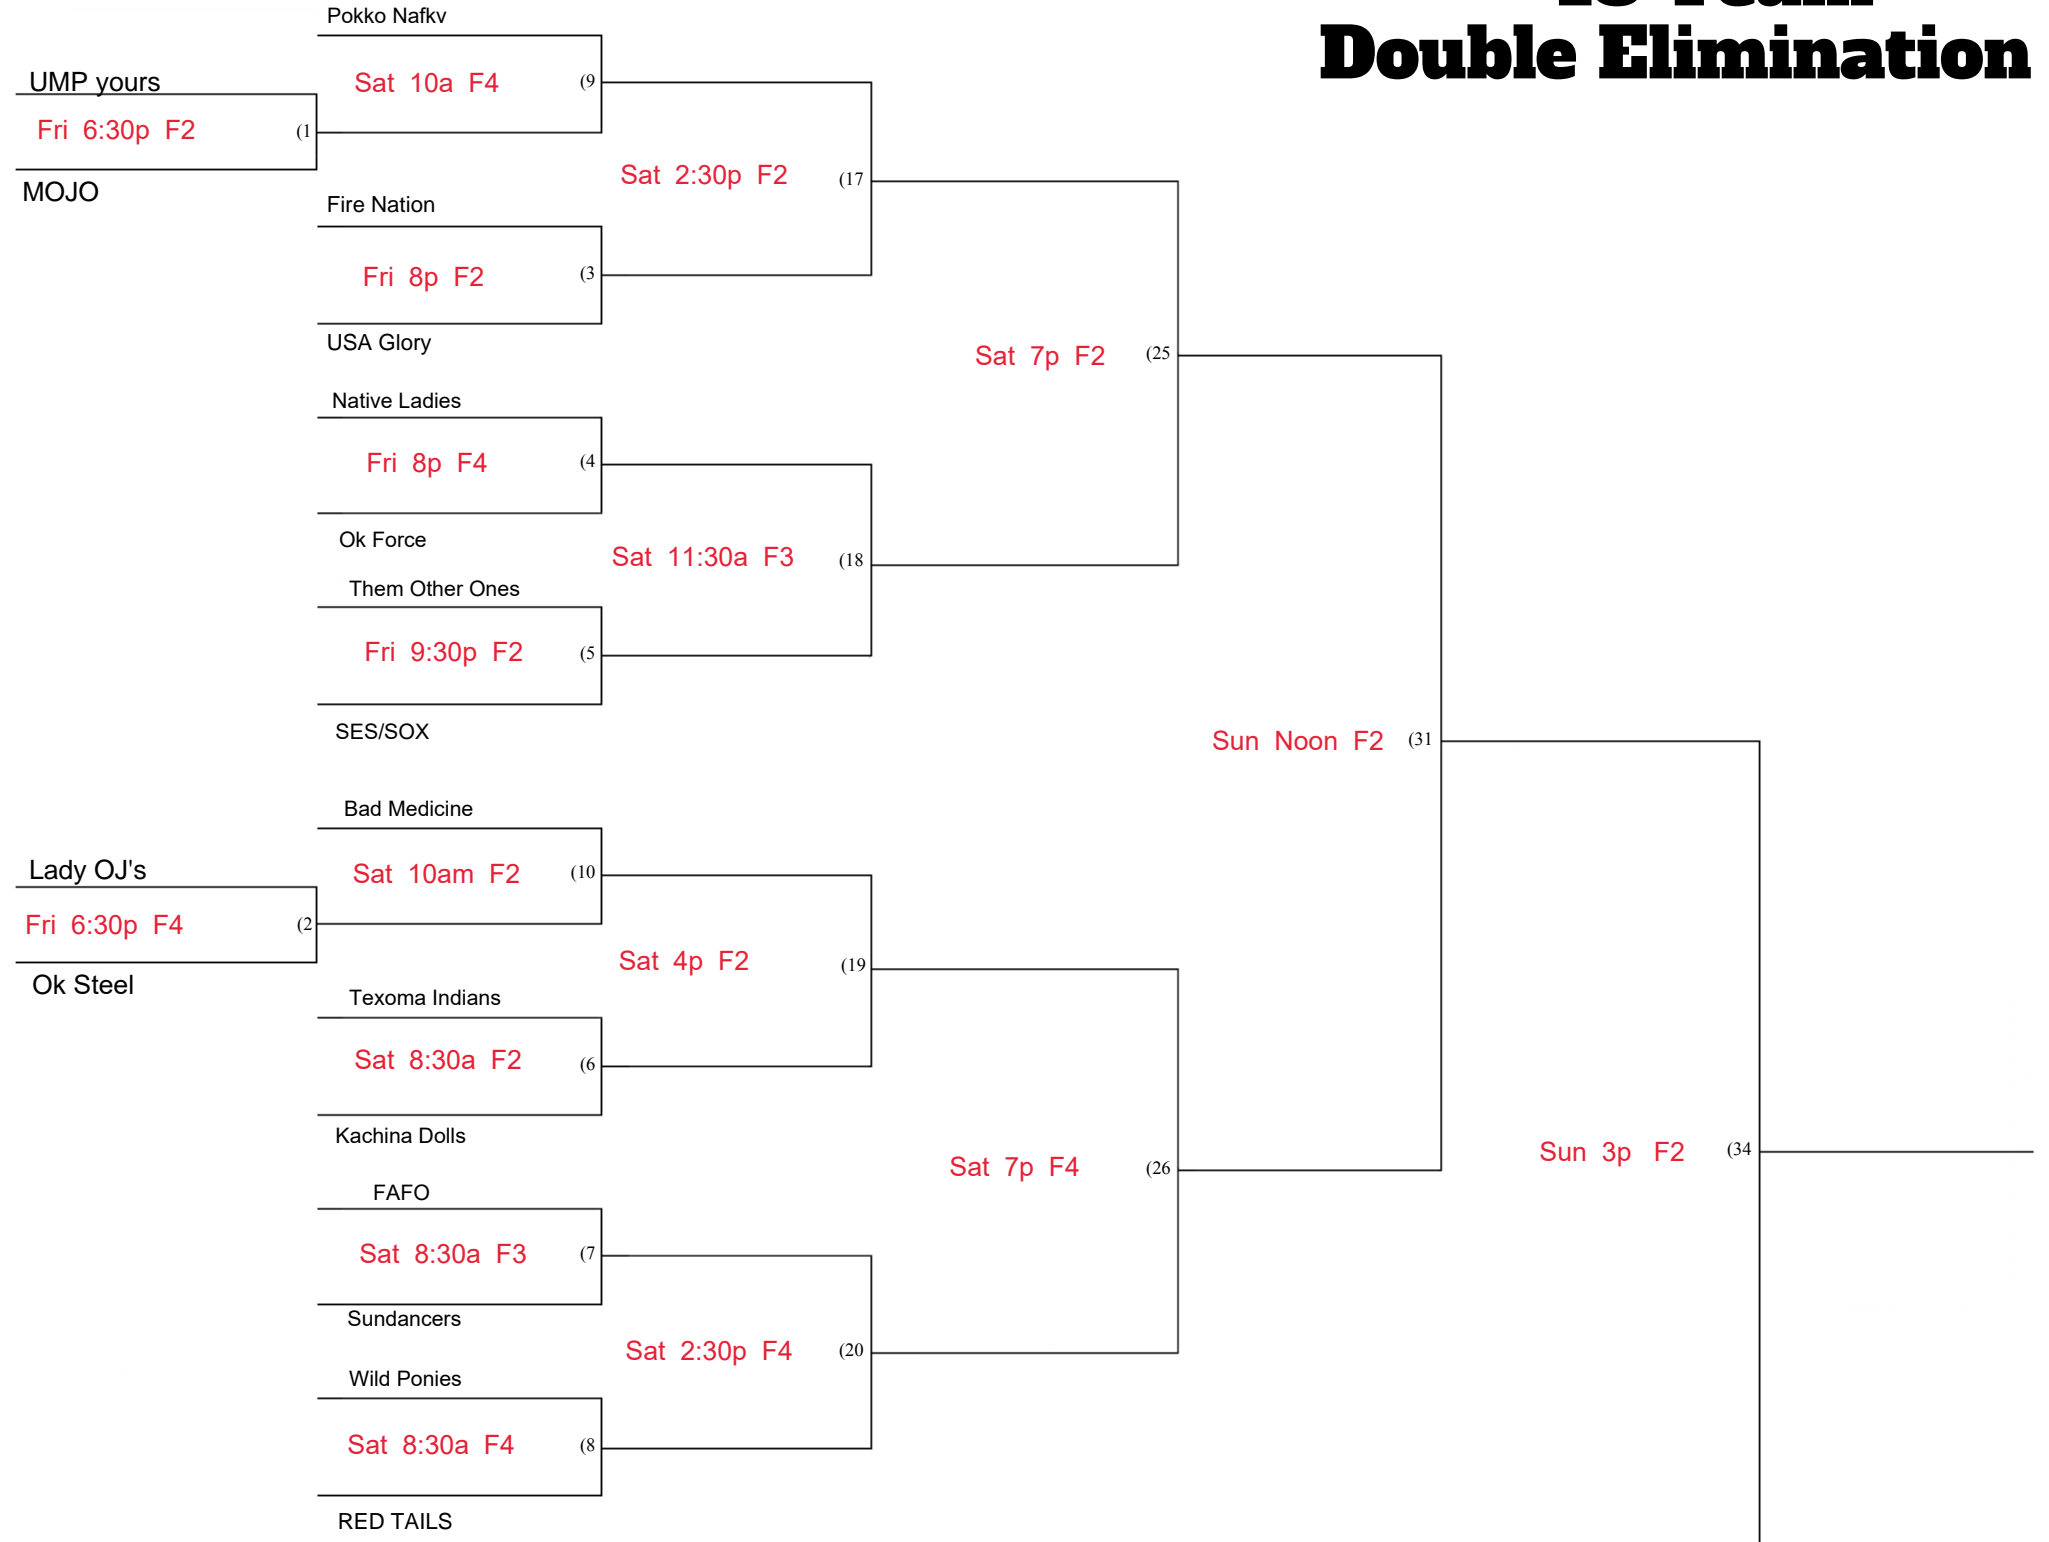 Double Elimination
Pokko Nafkv
UMP yours
Sat 10a F4 (9
Fri 6:30p F2 (1
MOJO
Sat 2:30p F2 (17
Fire Nation
Fri 8p F2 (3
USA Glory
Sat 7p F2 (25
Native Ladies
Fri 8p F4 (4
Ok Force
Sat 11:30a F3 (18
Them Other Ones
Fri 9:30p F2 (5
SES/SOX
Sun Noon F2 (31
Bad Medicine
Lady OJ's
Sat 10am F2 (10
Fri 6:30p F4 (2
Ok Steel
Sat 4p F2 (19
Texoma Indians
Sat 8:30a F2 (6
Kachina Dolls
Sat 7p F4 (26
Sun 3p F2 (34
FAFO
Sat 8:30a F3 (7
Sundancers
Sat 2:30p F4 (20
Wild Ponies
Sat 8:30a F4 (8
RED TAILS